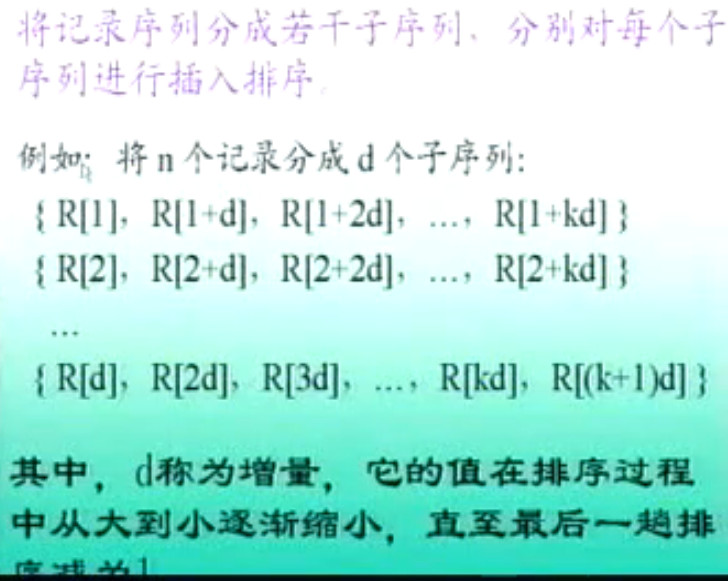 将记录序列分成若干子序列、分别对每个子
序列进行插入排序。
例如: 将 n 个记录分成 d 个子序列:
{ R[1], R[1+d], R[1+2d], …, R[1+kd] }
{ R[2], R[2+d], R[2+2d], …, R[2+kd] }
…
{ R[d], R[2d], R[3d], …, R[kd], R[(k+1)d] }
其中, d称为增量, 它的值在排序过程
中从大到小逐渐缩小, 直至最后一趟排
序减为1